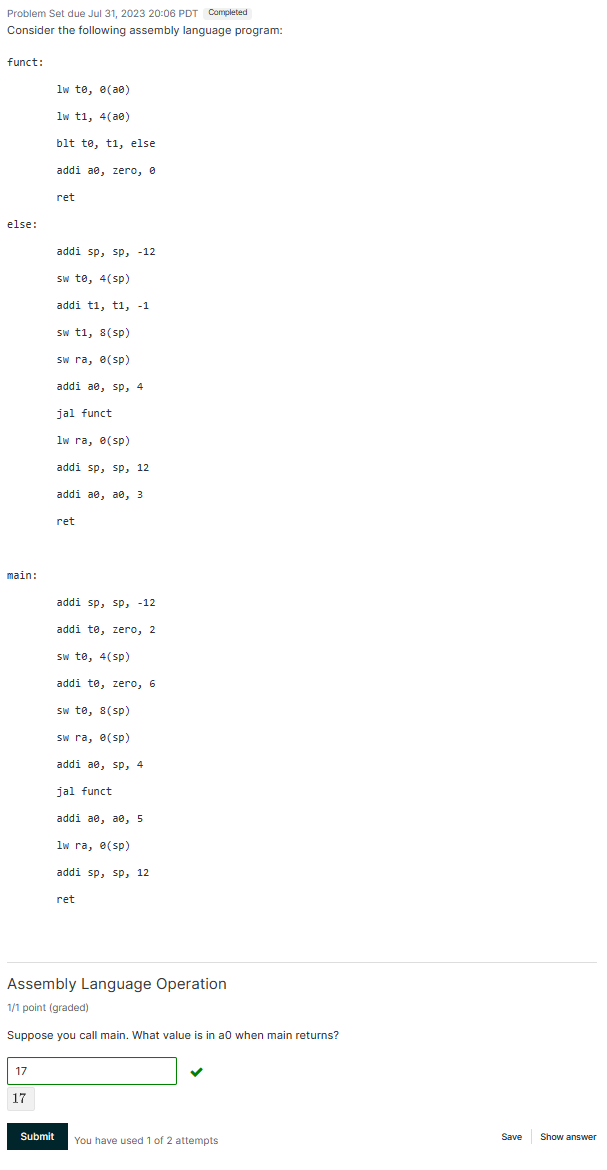 Problem Set due Jul 31, 2023 20:06 PDT Completed
Consider the following assembly language program:
funct:
lw t0, 0(a0)
lw t1, 4(a0)
blt t0, t1, else
addi a0, zero, 0
ret
else:
addi sp, sp, -12
sw t0, 4(sp)
addi t1, t1, -1
sw t1, 8(sp)
sw ra, 0(sp)
addi a0, sp, 4
jal funct
lw ra, 0(sp)
addi sp, sp, 12
addi a0, a0, 3
ret
main:
addi sp, sp, -12
addi t0, zero, 2
sw t0, 4(sp)
addi t0, zero, 6
sw t0, 8(sp)
sw ra, 0(sp)
addi a0, sp, 4
jal funct
addi a0, a0, 5
lw ra, 0(sp)
addi sp, sp, 12
ret
Assembly Language Operation
1/1 point (graded)
Suppose you call main. What value is in a0 when main returns?
17
17
Submit You have used 1 of 2 attempts Save Show answer